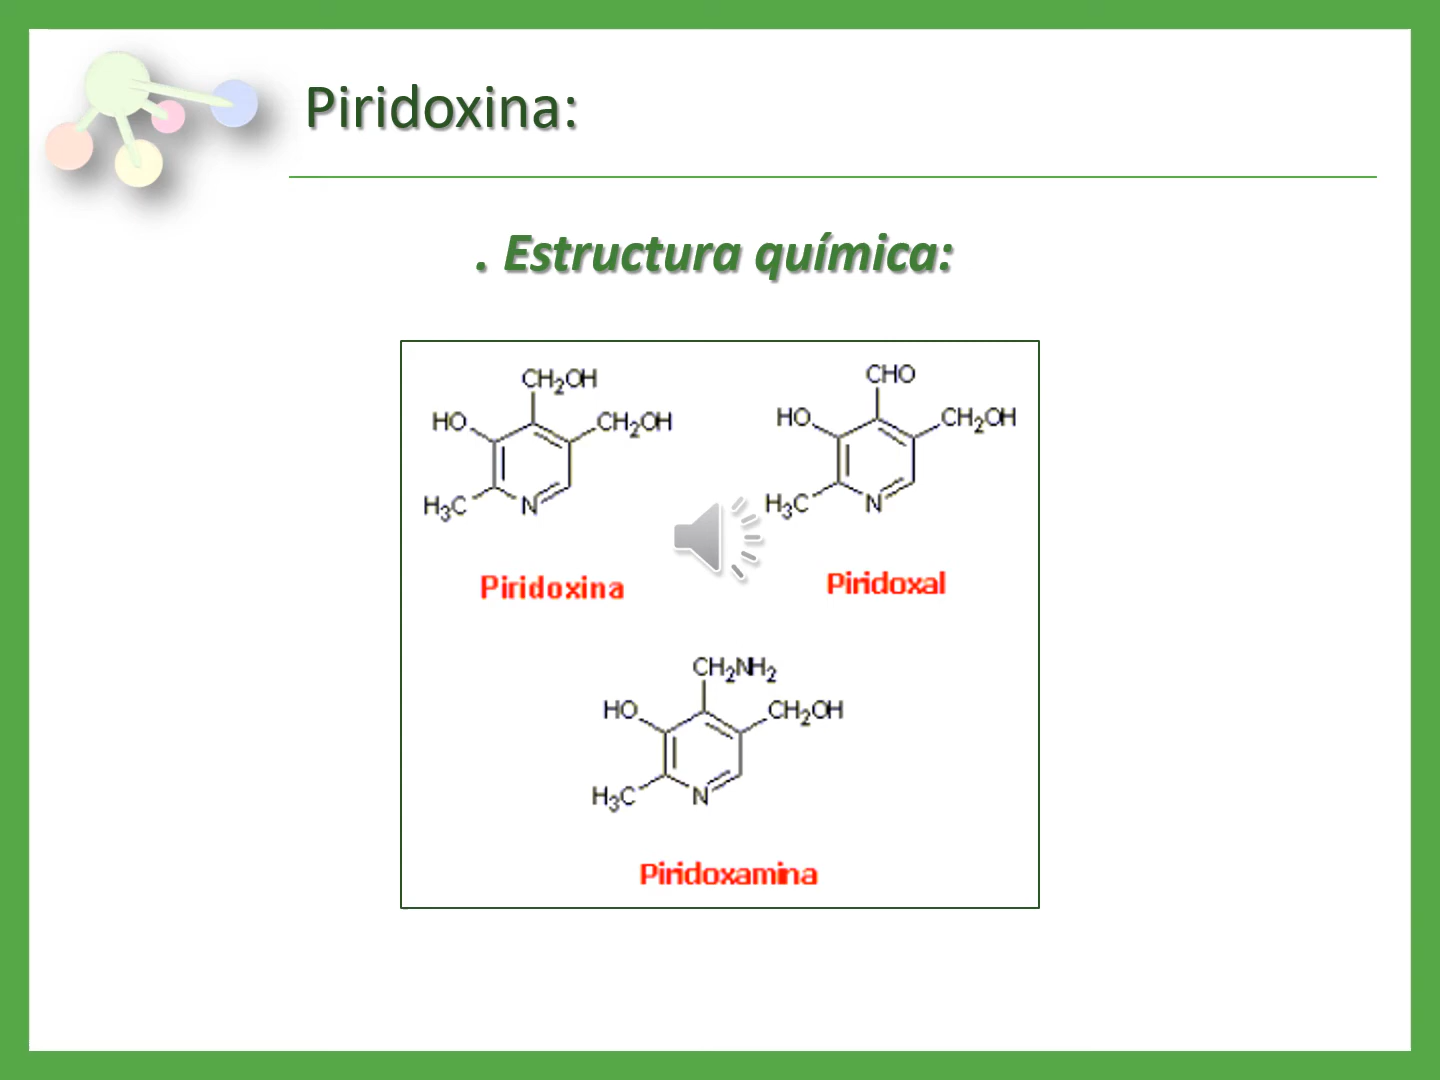 Piridoxina:
. Estructura química:
CH₂OH
HO
CH₂OH
H₃C
N
Piridoxina
CHO
HO
CH₂OH
H₃C
N
Piridoxal
CH₂NH₂
HO
CH₂OH
H₃C
N
Piridoxamina